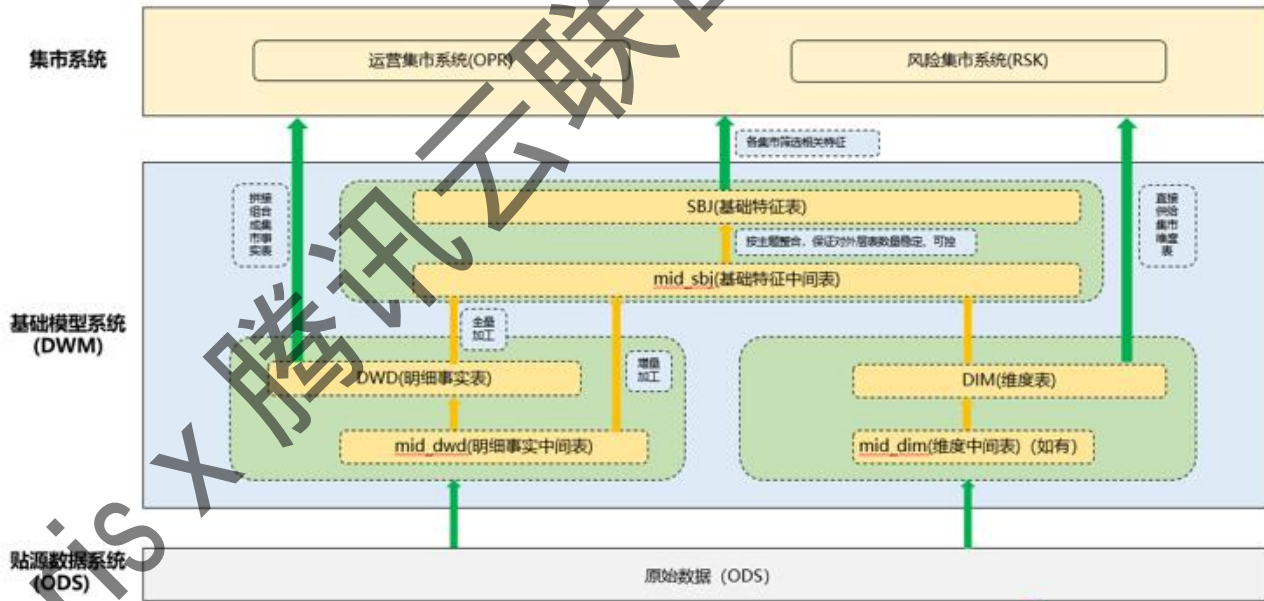 集市系统
运营集市系统(OPR)
风险集市系统(RSK)
各集市筛选相关特征
拼接
组合
成集
市事
实表
SBJ(基础特征表)
直接
供给
集市
维度
表
按主题整合，保证对外层表数量稳定，可控
mid_sbj(基础特征中间表)
基础模型系统
(DWM)
全量
加工
增量
加工
DWD(明细事实表)
DIM(维度表)
mid_dwd(明细事实中间表)
mid_dim(维度中间表)（如有）
贴源数据系统
(ODS)
原始数据（ODS）
ris x 腾讯云联